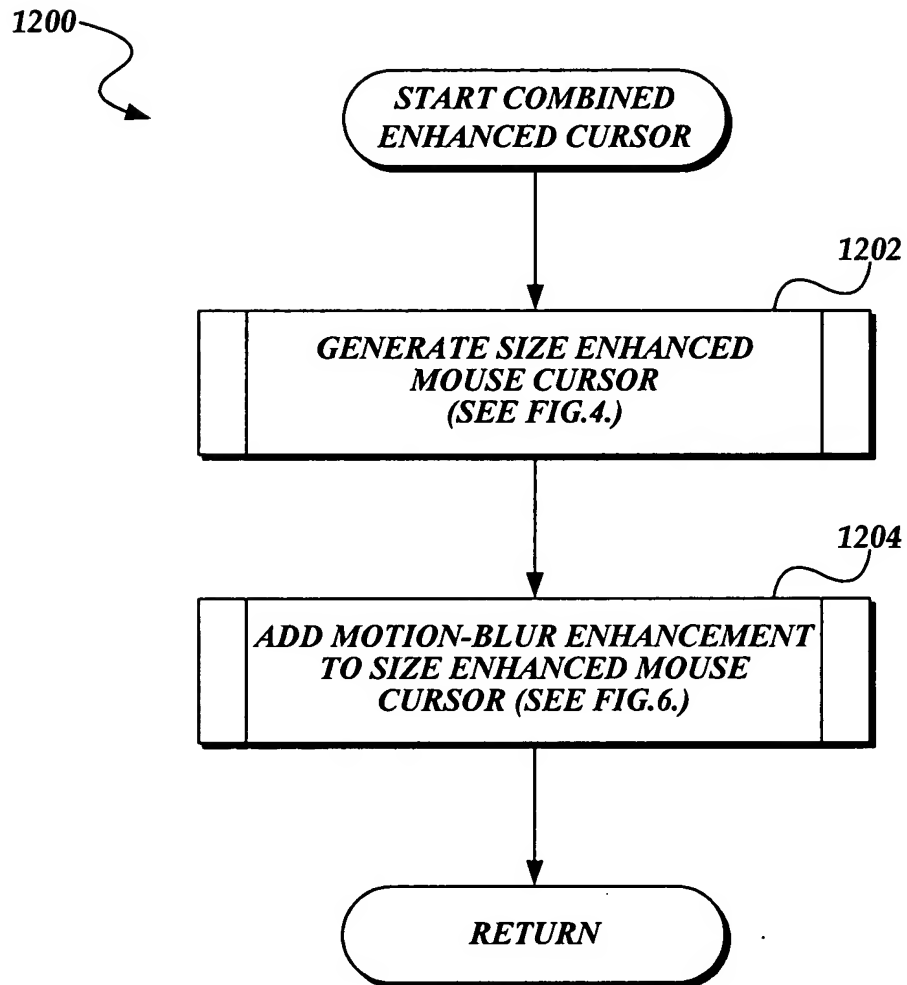 1200
START COMBINED
ENHANCED CURSOR
1202
GENERATE SIZE ENHANCED
MOUSE CURSOR
(SEE FIG.4.)
1204
ADD MOTION-BLUR ENHANCEMENT
TO SIZE ENHANCED MOUSE
CURSOR (SEE FIG.6.)
RETURN